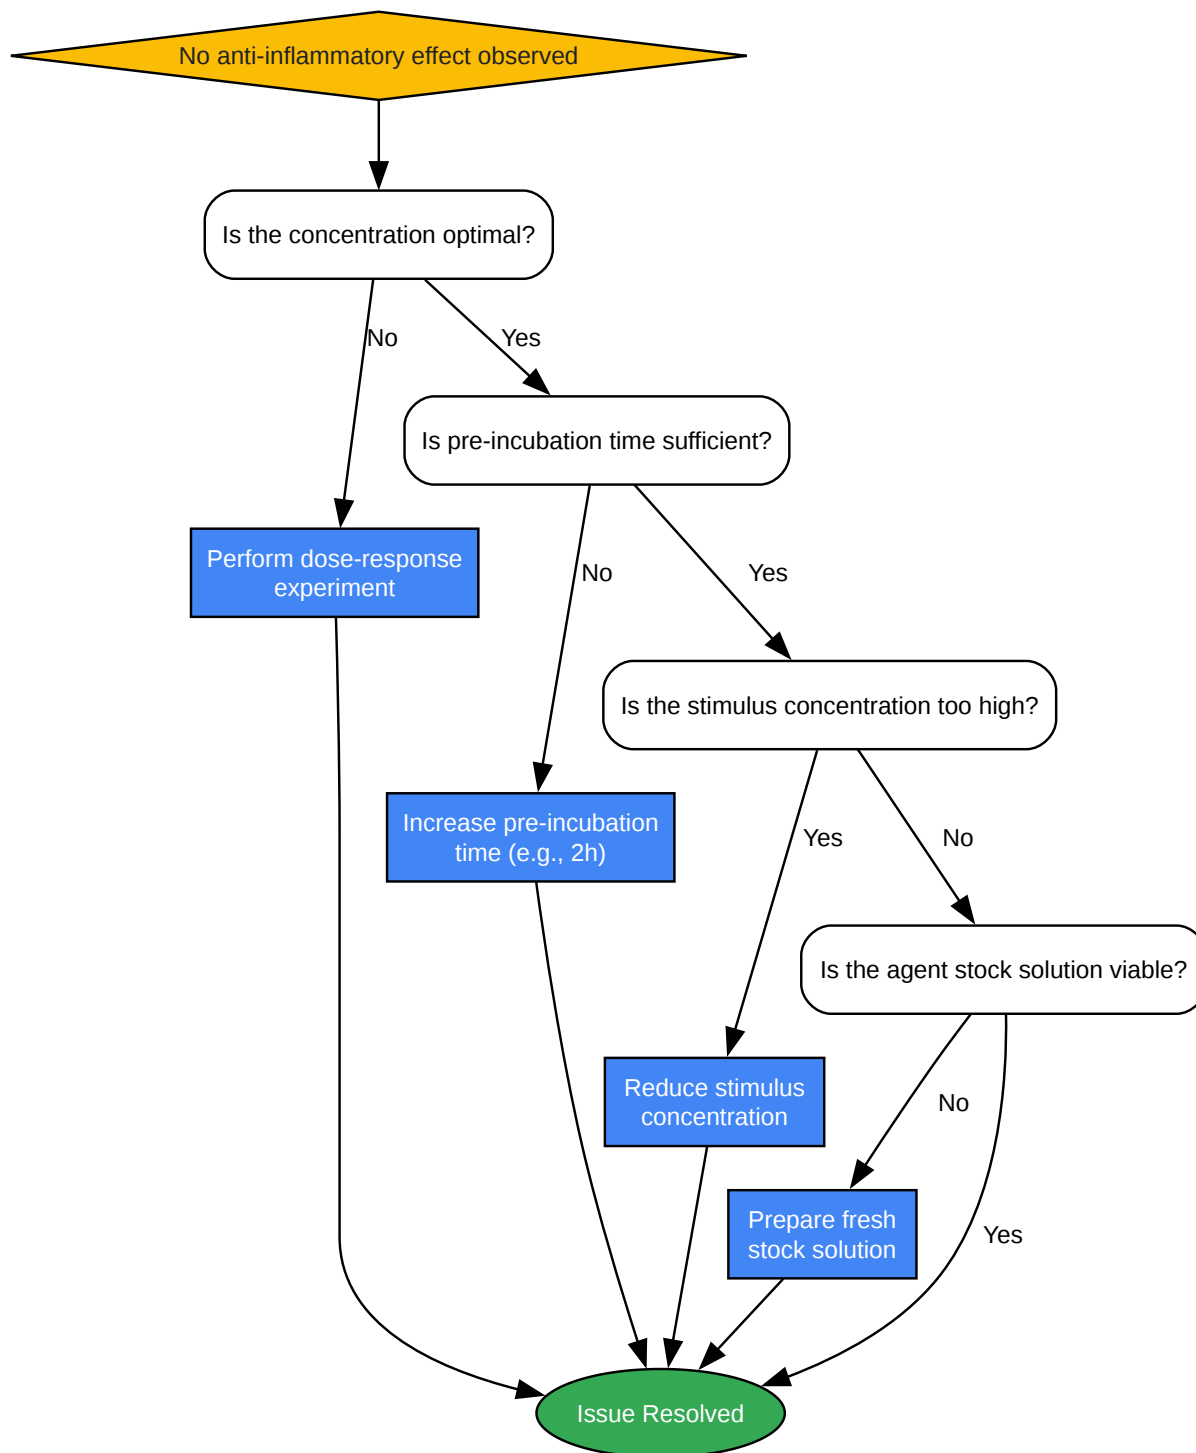 No anti-inflammatory effect observed
Is the concentration optimal?
No
Yes
Is pre-incubation time sufficient?
Perform dose-response
experiment
No
Yes
Is the stimulus concentration too high?
Increase pre-incubation
time (e.g., 2h)
Yes
No
Is the agent stock solution viable?
Reduce stimulus
concentration
No
Prepare fresh
stock solution
Yes
Issue Resolved